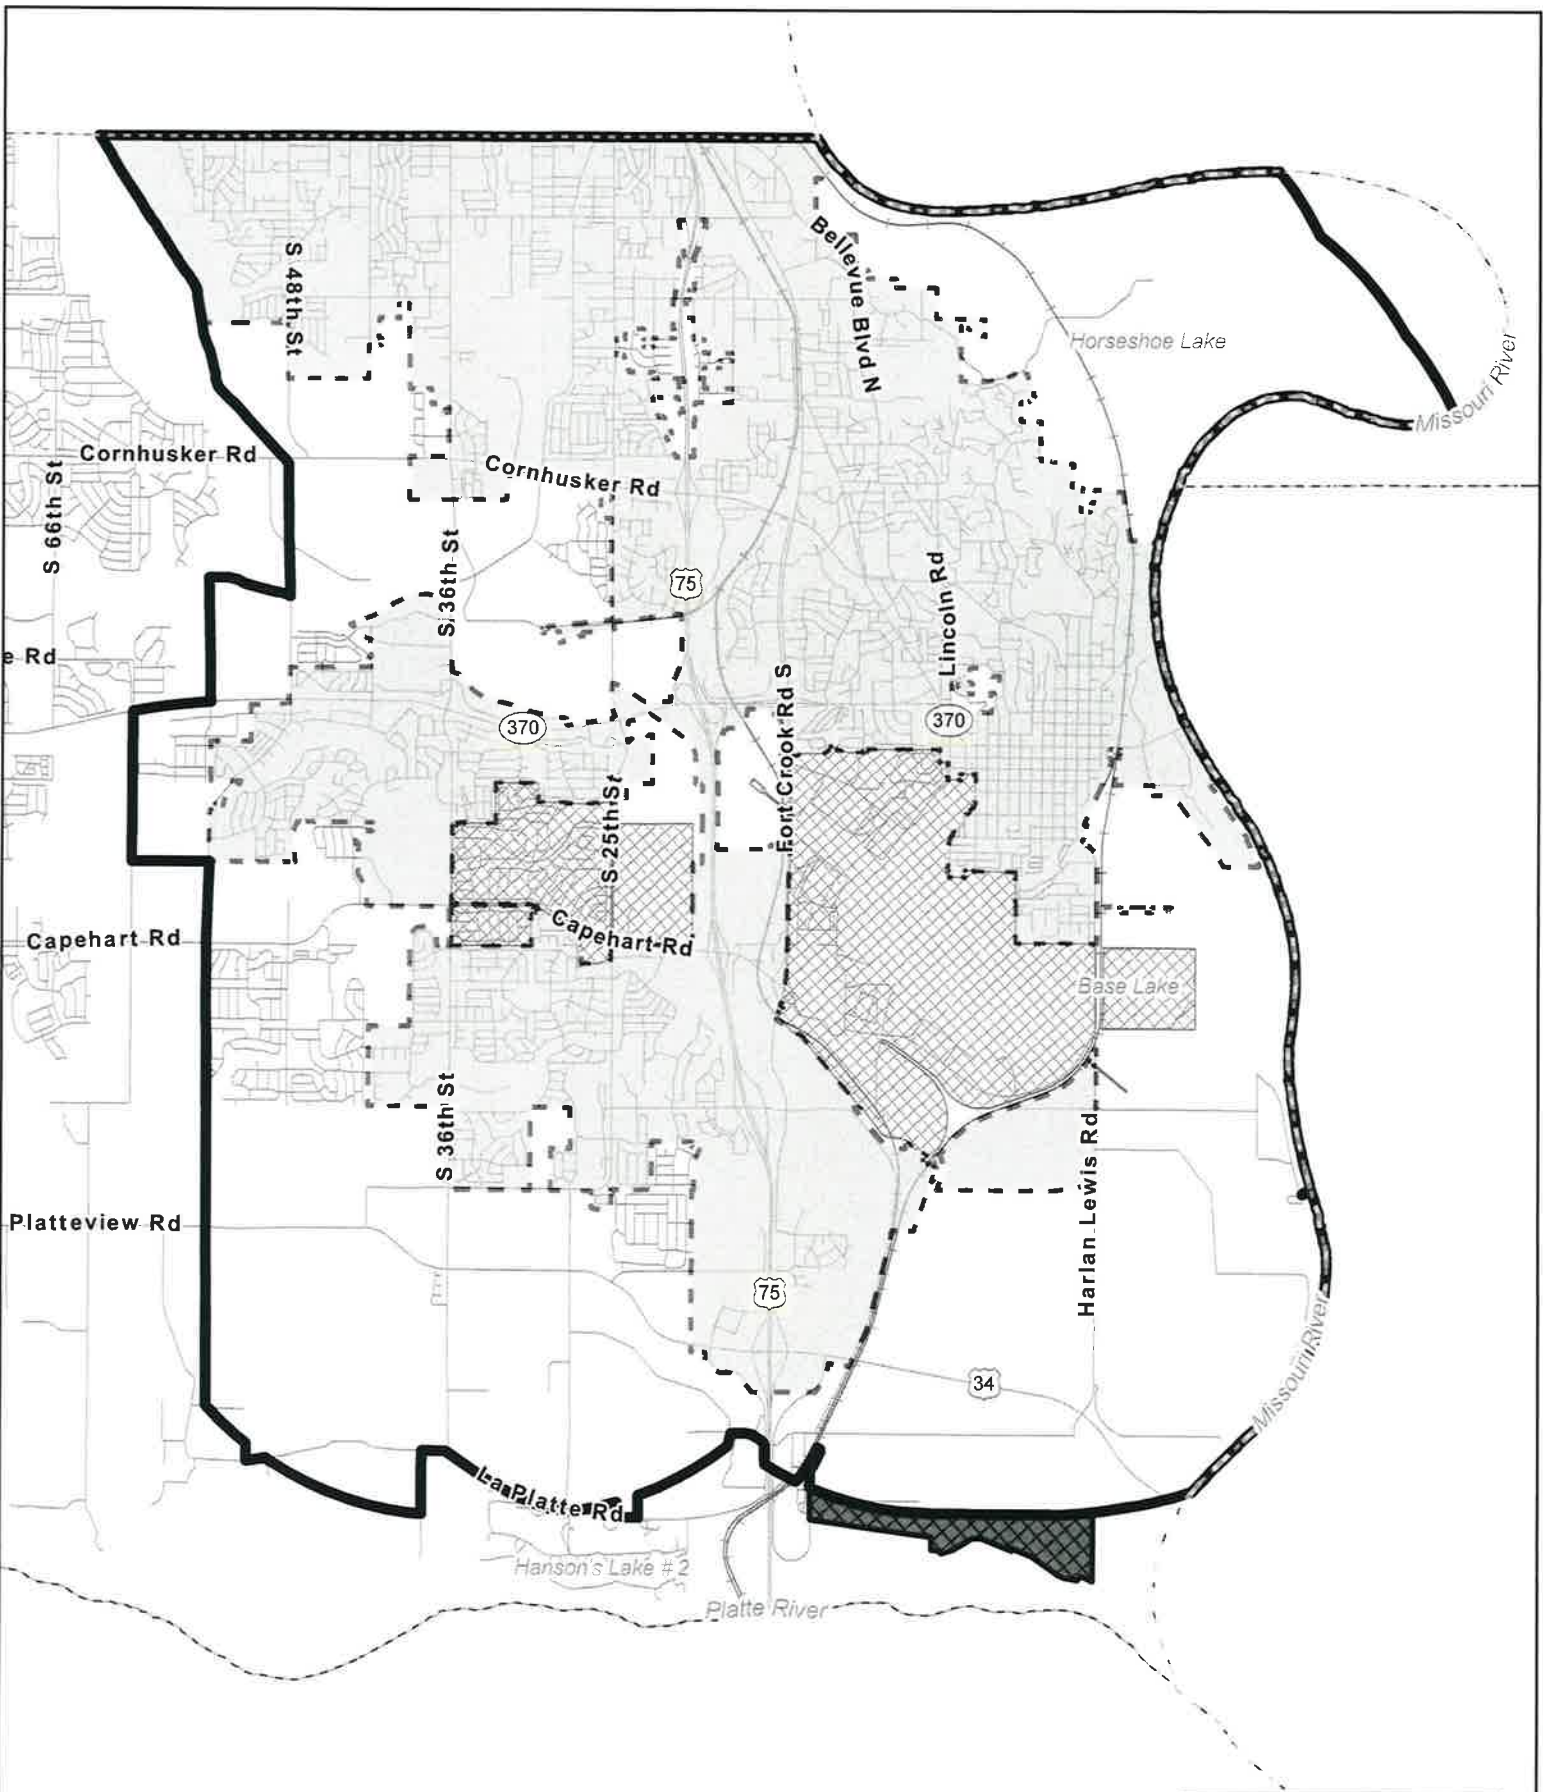 S 48th St
Bellevue Blvd N
Horseshoe Lake
Missouri River
Cornhusker Rd
Cornhusker Rd
S 66th St
S 36th St
75
Lincoln Rd
e Rd
Fort Crook Rd S
370
370
S 25th St
Capehart Rd
Capehart Rd
Base Lake
S 36th St
Harlan Lewis Rd
Platteview Rd
75
34
Missouri River
La Platte Rd
Hanson's Lake # 2
Platte River